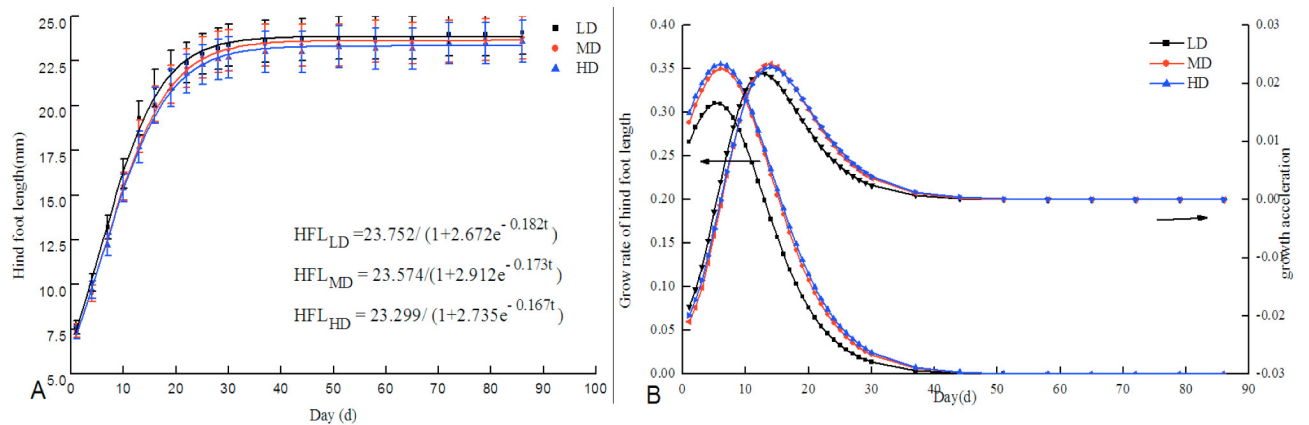 25.0
22.5
20.0
17.5
15.0
12.5
10.0
7.5
5.0
Hind foot length(mm)
LD
MD
HD
HFL_LD =23.752/ (1+2.672e^- 0.182t)
HFL_MD = 23.574/(1+2.912e^- 0.173t)
HFL_HD = 23.299/ (1+2.735e^- 0.167t)
0 10 20 30 40 50 60 70 80 90 100
A
Day (d)
0.40
0.35
0.30
0.25
0.20
0.15
0.10
0.05
0.00
Grow rate of hind foot length
LD
MD
HD
0.03
0.02
0.01
0.00
-0.01
-0.02
-0.03
growth acceleration
0 10 20 30 40 50 60 70 80 90
B
Day(d)